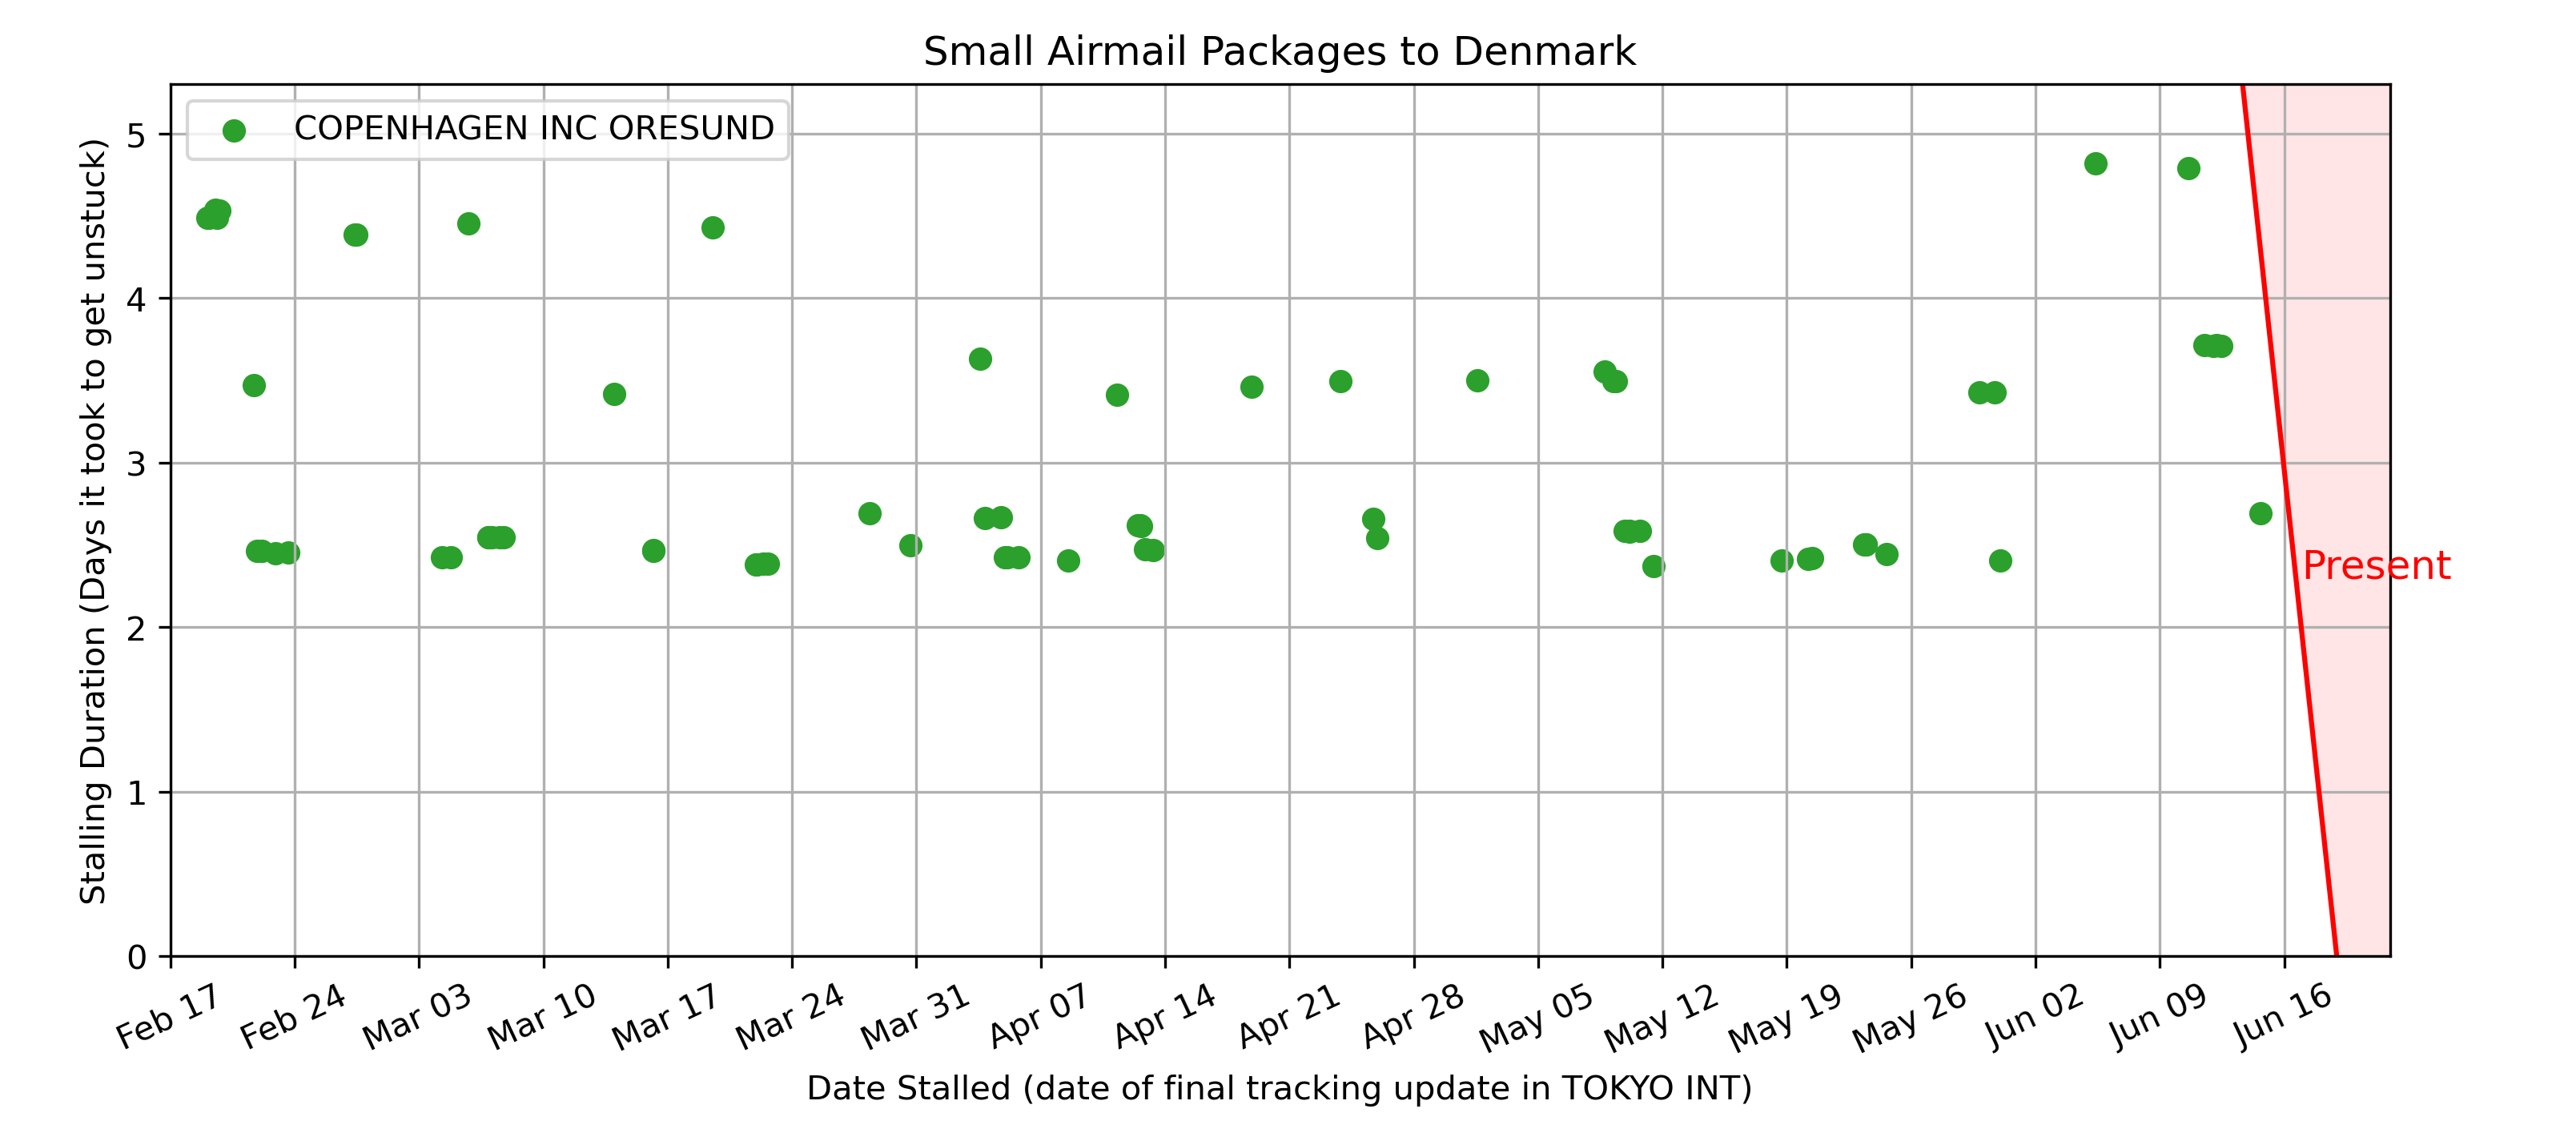 Small Airmail Packages to Denmark
COPENHAGEN INC ORESUND
Stalling Duration (Days it took to get unstuck)
5
4
3
2
1
0
Present
Feb 17
Feb 24
Mar 03
Mar 10
Mar 17
Mar 24
Mar 31
Apr 07
Apr 14
Apr 21
Apr 28
May 05
May 12
May 19
May 26
Jun 02
Jun 09
Jun 16
Date Stalled (date of final tracking update in TOKYO INT)